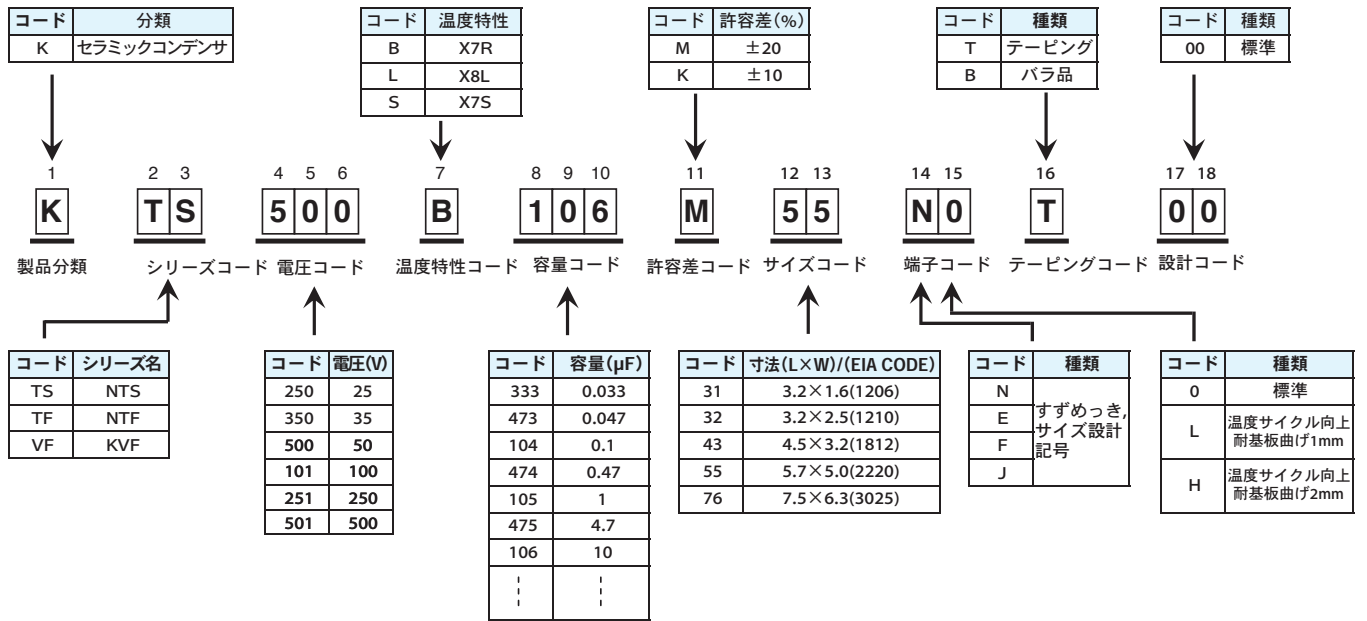 コード 分類
K セラミックコンデンサ
コード 温度特性
B X7R
L X8L
S X7S
コード 許容差(%)
M ±20
K ±10
コード 種類
T テーピング
B バラ品
コード 種類
00 標準
1 2 3 4 5 6 7 8 9 10 11 12 13 14 15 16 17 18
K T S 5 0 0 B 1 0 6 M 5 5 N 0 T 0 0
製品分類 シリーズコード 電圧コード 温度特性コード 容量コード 許容差コード サイズコード 端子コード テーピングコード 設計コード
コード シリーズ名
TS NTS
TF NTF
VF KVF
コード 電圧(V)
250 25
350 35
500 50
101 100
251 250
501 500
コード 容量(μF)
333 0.033
473 0.047
104 0.1
474 0.47
105 1
475 4.7
106 10
コード 寸法(L×W)/(EIA CODE)
31 3.2×1.6(1206)
32 3.2×2.5(1210)
43 4.5×3.2(1812)
55 5.7×5.0(2220)
76 7.5×6.3(3025)
コード 種類
N
E
F
J
すずめっき,
サイズ設計
記号
コード 種類
0 標準
L 温度サイクル向上
耐基板曲げ1mm
H 温度サイクル向上
耐基板曲げ2mm